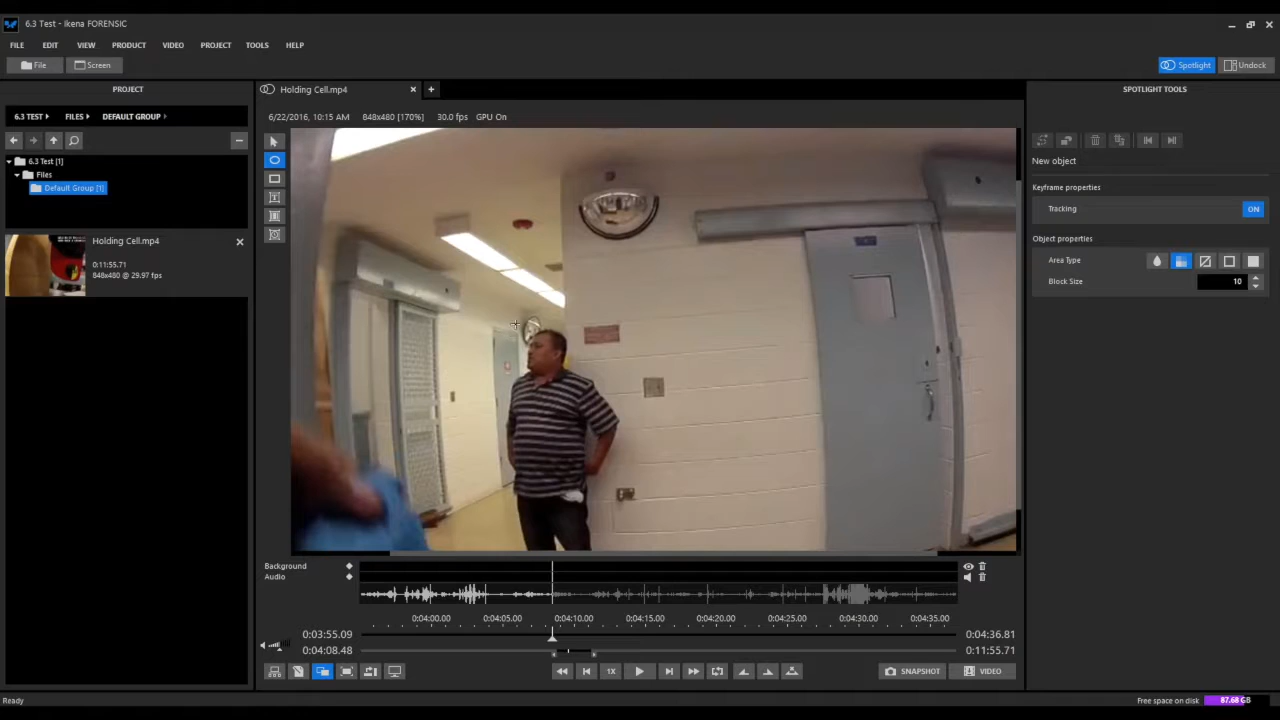 6.3 Test - Ikena FORENSIC
FILE EDIT VIEW PRODUCT VIDEO PROJECT TOOLS HELP
File Screen Spotlight Undock
PROJECT
Holding Cell.mp4
SPOTLIGHT TOOLS
6.3 TEST FILES DEFAULT GROUP
6/22/2016, 10:15 AM 848x480 [170%] 30.0 fps GPU On
6.3 Test [1]
Files
Default Group [1]
Holding Cell.mp4
0:11:55.71
848x480 @ 29.97 fps
New object
Keyframe properties
Tracking ON
Object properties
Area Type
Block Size 10
Background
Audio
0:04:00.00 0:04:05.00 0:04:10.00 0:04:15.00 0:04:20.00 0:04:25.00 0:04:30.00 0:04:35.00
0:03:55.09 0:04:36.81
0:04:08.48 0:11:55.71
1X SNAPSHOT VIDEO
Ready Free space on disk 87.68 GB